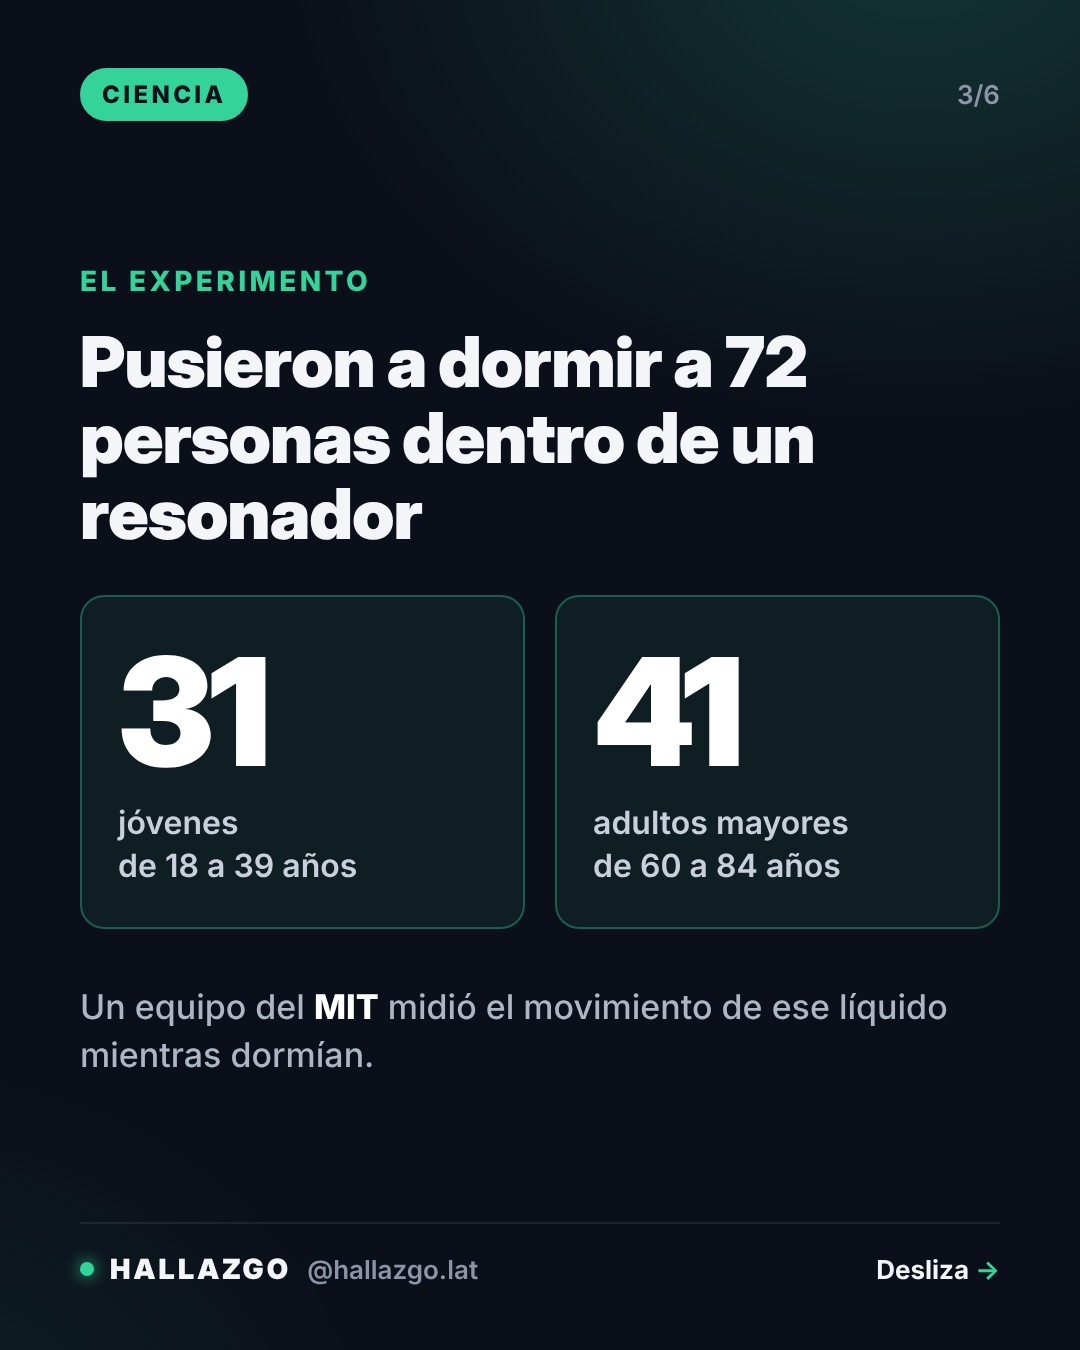 CIENCIA
3/6
EL EXPERIMENTO
Pusieron a dormir a 72
personas dentro de un
resonador
31
jóvenes
de 18 a 39 años
41
adultos mayores
de 60 a 84 años
Un equipo del MIT midió el movimiento de ese líquido
mientras dormían.
HALLAZGO @hallazgo.lat
Desliza →